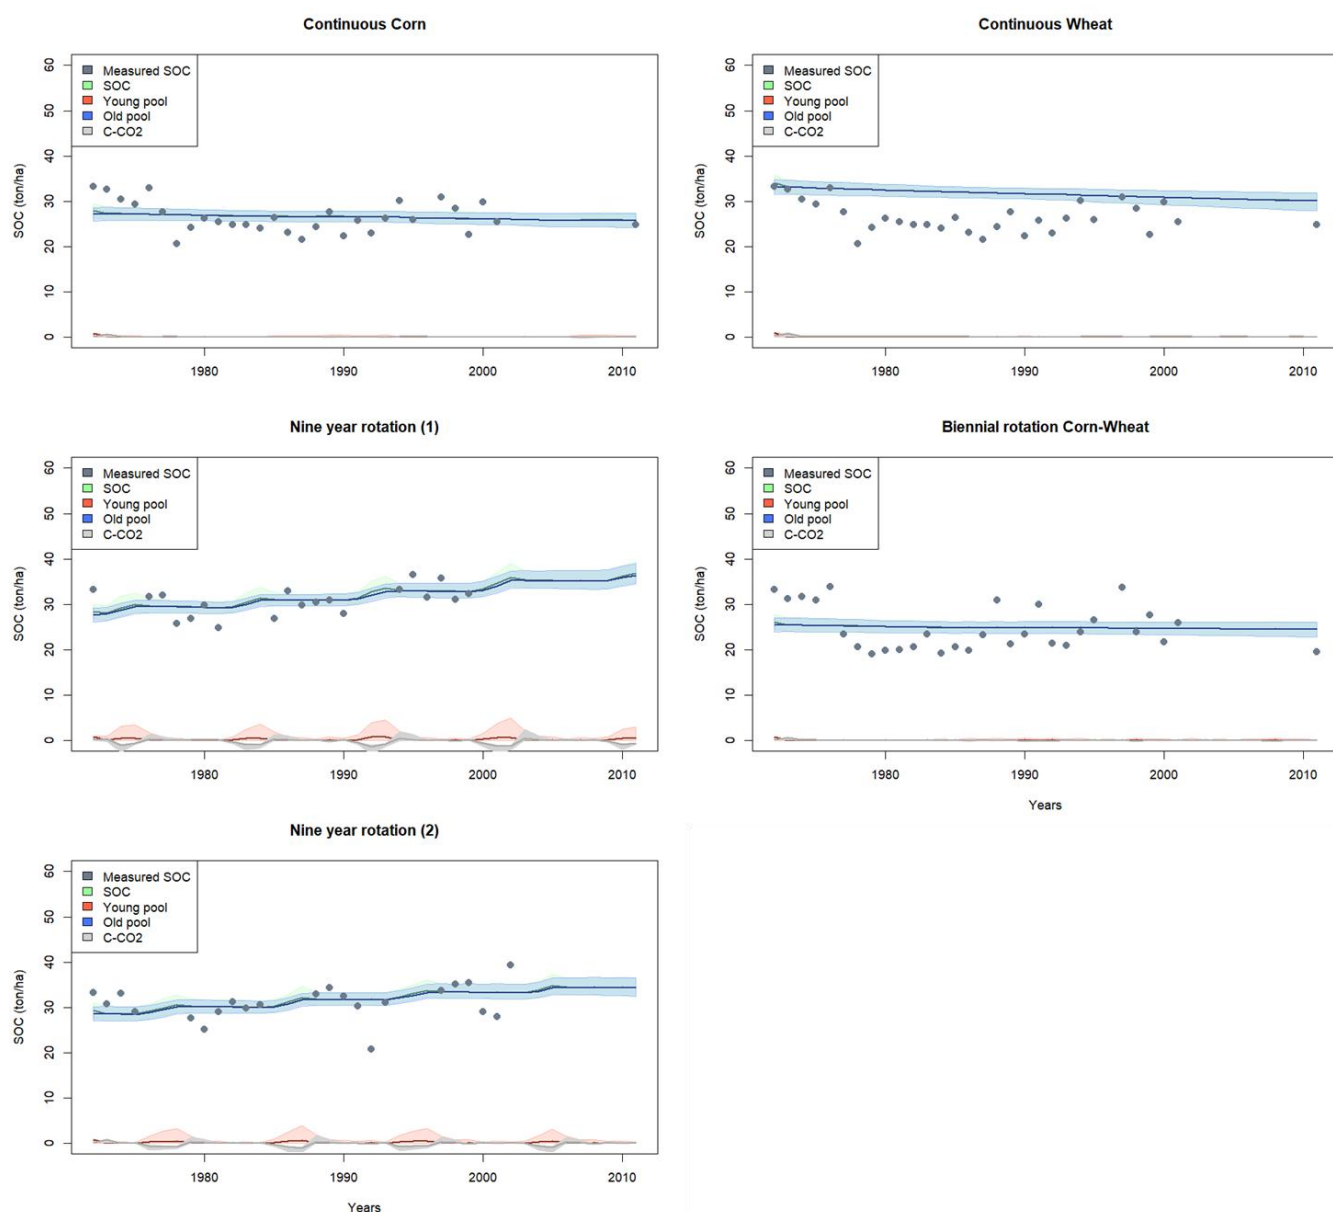 Continuous Corn
SOC (ton/ha)
60
50
40
30
20
10
0
Measured SOC
SOC
Young pool
Old pool
C-CO2
1980 1990 2000 2010
Continuous Wheat
SOC (ton/ha)
60
50
40
30
20
10
0
Measured SOC
SOC
Young pool
Old pool
C-CO2
1980 1990 2000 2010
Nine year rotation (1)
SOC (ton/ha)
60
50
40
30
20
10
0
Measured SOC
SOC
Young pool
Old pool
C-CO2
1980 1990 2000 2010
Biennial rotation Corn-Wheat
SOC (ton/ha)
60
50
40
30
20
10
0
Measured SOC
SOC
Young pool
Old pool
C-CO2
1980 1990 2000 2010
Years
Nine year rotation (2)
SOC (ton/ha)
60
50
40
30
20
10
0
Measured SOC
SOC
Young pool
Old pool
C-CO2
1980 1990 2000 2010
Years